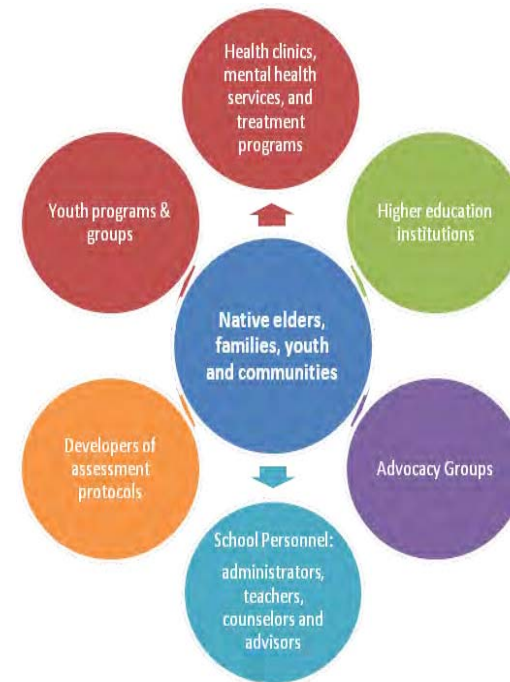 Health clinics,
mental health
services, and
treatment
programs
Youth programs &
groups
Higher education
institutions
Native elders,
families, youth
and communities
Developers of
assessment
protocols
Advocacy Groups
School Personnel:
administrators,
teachers,
counselors and
advisors